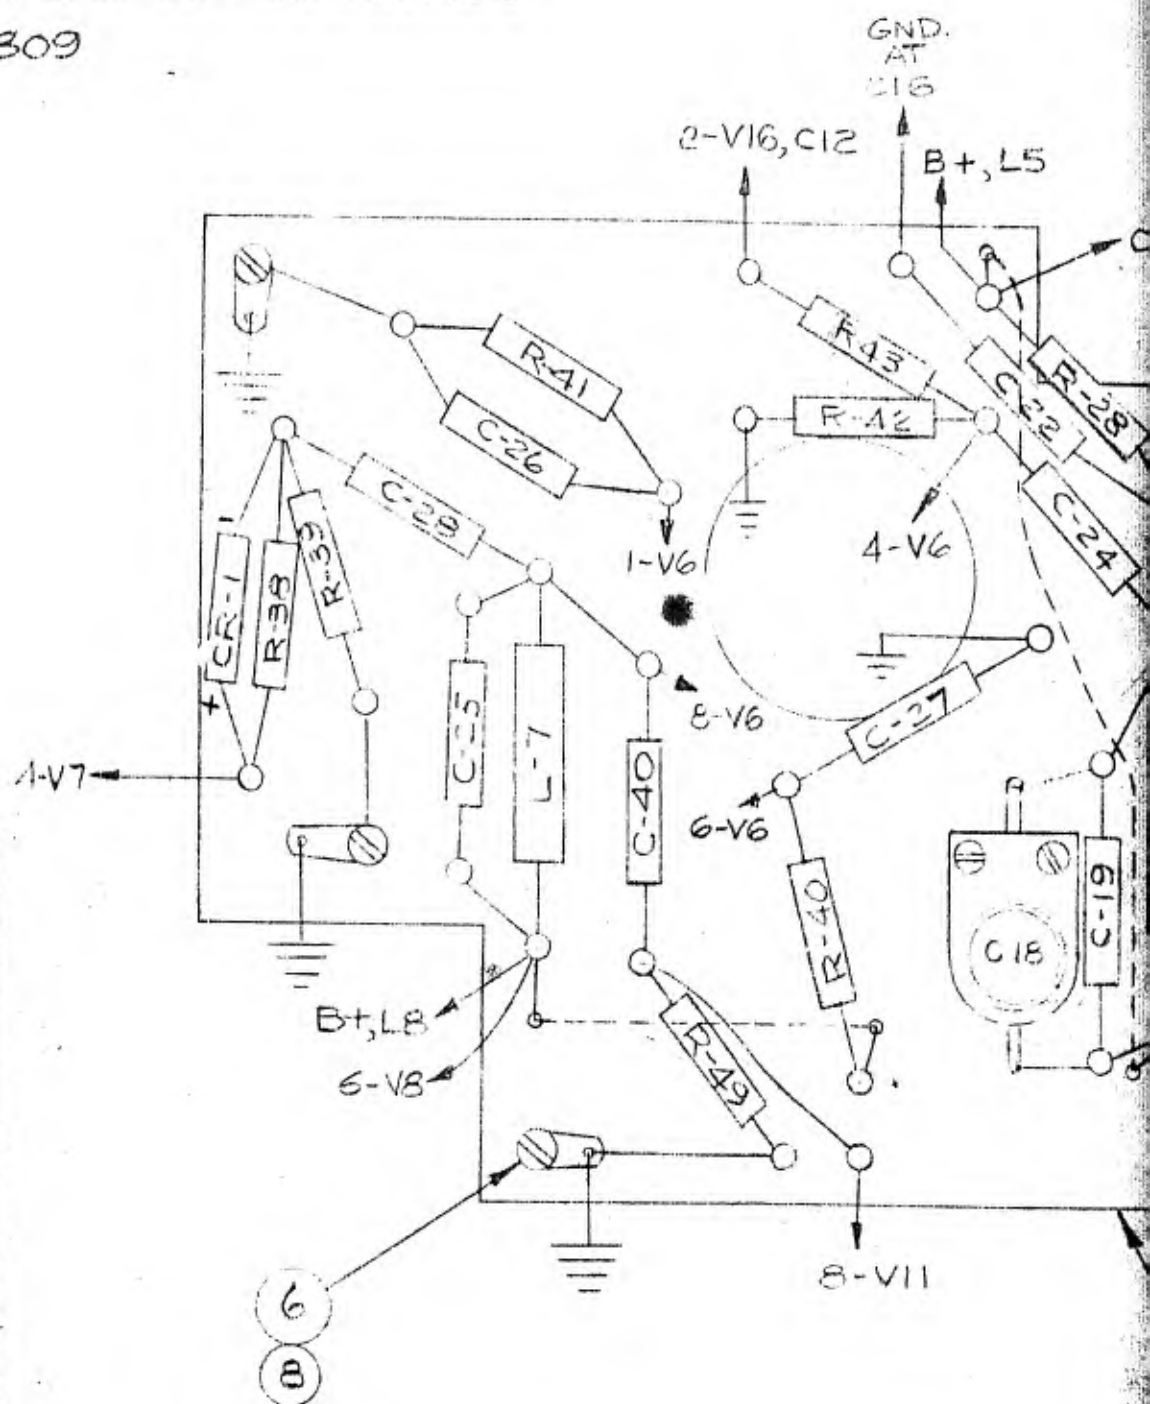 309
GND.
AT
C16
2-V16, C12
B+, L5
R-41
R-43
C-22
R-28
C-26
R-42
C-28
C-24
4-V6
1-V6
CR-1
R-38
R-39
-
+
8-V6
C-27
L-7
C-40
4-V7
6-V6
R-40
C-19
C18
B+, L8
6-V8
R-49
8-V11
6
8